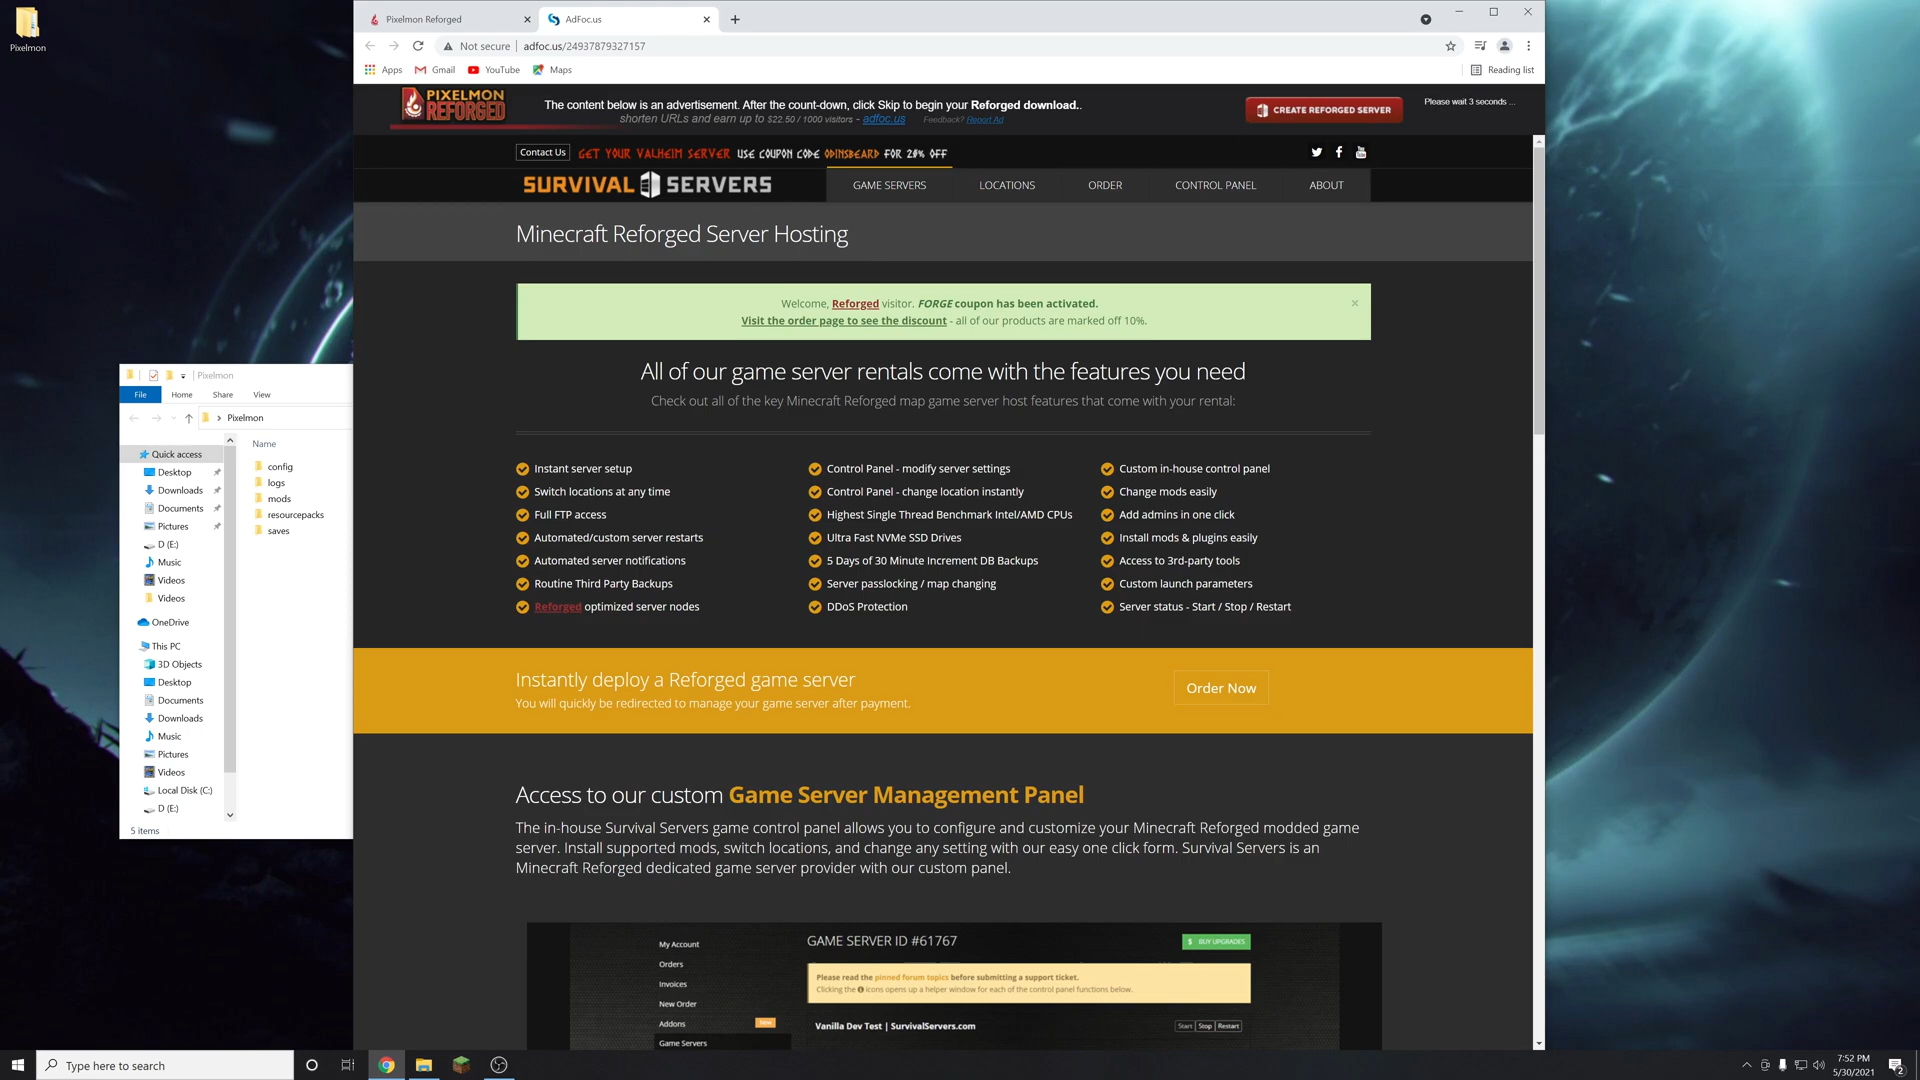 Pixelmon
Pixelmon Reforged
AdFoc.us
Not secure
adfoc.us/24937879327157
Apps
Gmail
YouTube
Maps
Reading list
PIXELMON
REFORGED
The content below is an advertisement. After the count-down, click Skip to begin your Reforged download..
shorten URLs and earn up to $22.50 / 1000 visitors - adfoc.us
Feedback? Report Ad
CREATE REFORGED SERVER
Please wait 3 seconds ...
Contact Us
GET YOUR VALHEIM SERVER USE COUPON CODE ODINSBEARD FOR 20% OFF
SURVIVAL SERVERS
GAME SERVERS
LOCATIONS
ORDER
CONTROL PANEL
ABOUT
Minecraft Reforged Server Hosting
Welcome, Reforged visitor. FORGE coupon has been activated.
Visit the order page to see the discount - all of our products are marked off 10%.
All of our game server rentals come with the features you need
Check out all of the key Minecraft Reforged map game server host features that come with your rental:
Instant server setup
Switch locations at any time
Full FTP access
Automated/custom server restarts
Automated server notifications
Routine Third Party Backups
Reforged optimized server nodes
Control Panel - modify server settings
Control Panel - change location instantly
Highest Single Thread Benchmark Intel/AMD CPUs
Ultra Fast NVMe SSD Drives
5 Days of 30 Minute Increment DB Backups
Server passlocking / map changing
DDoS Protection
Custom in-house control panel
Change mods easily
Add admins in one click
Install mods & plugins easily
Access to 3rd-party tools
Custom launch parameters
Server status - Start / Stop / Restart
Instantly deploy a Reforged game server
You will quickly be redirected to manage your game server after payment.
Order Now
Access to our custom Game Server Management Panel
The in-house Survival Servers game control panel allows you to configure and customize your Minecraft Reforged modded game
server. Install supported mods, switch locations, and change any setting with our easy one click form. Survival Servers is an
Minecraft Reforged dedicated game server provider with our custom panel.
My Account
Orders
Invoices
New Order
Addons
New
Game Servers
GAME SERVER ID #61767
$ BUY UPGRADES
Please read the pinned forum topics before submitting a support ticket.
Clicking the icons opens up a helper window for each of the control panel functions below.
Vanilla Dev Test | SurvivalServers.com
Start
Stop
Restart
Pixelmon
File
Home
Share
View
Pixelmon
Name
Quick access
Desktop
Downloads
Documents
Pictures
D (E:)
Music
Videos
Videos
OneDrive
This PC
3D Objects
Desktop
Documents
Downloads
Music
Pictures
Videos
Local Disk (C:)
D (E:)
config
logs
mods
resourcepacks
saves
5 items
Type here to search
7:52 PM
5/30/2021
2